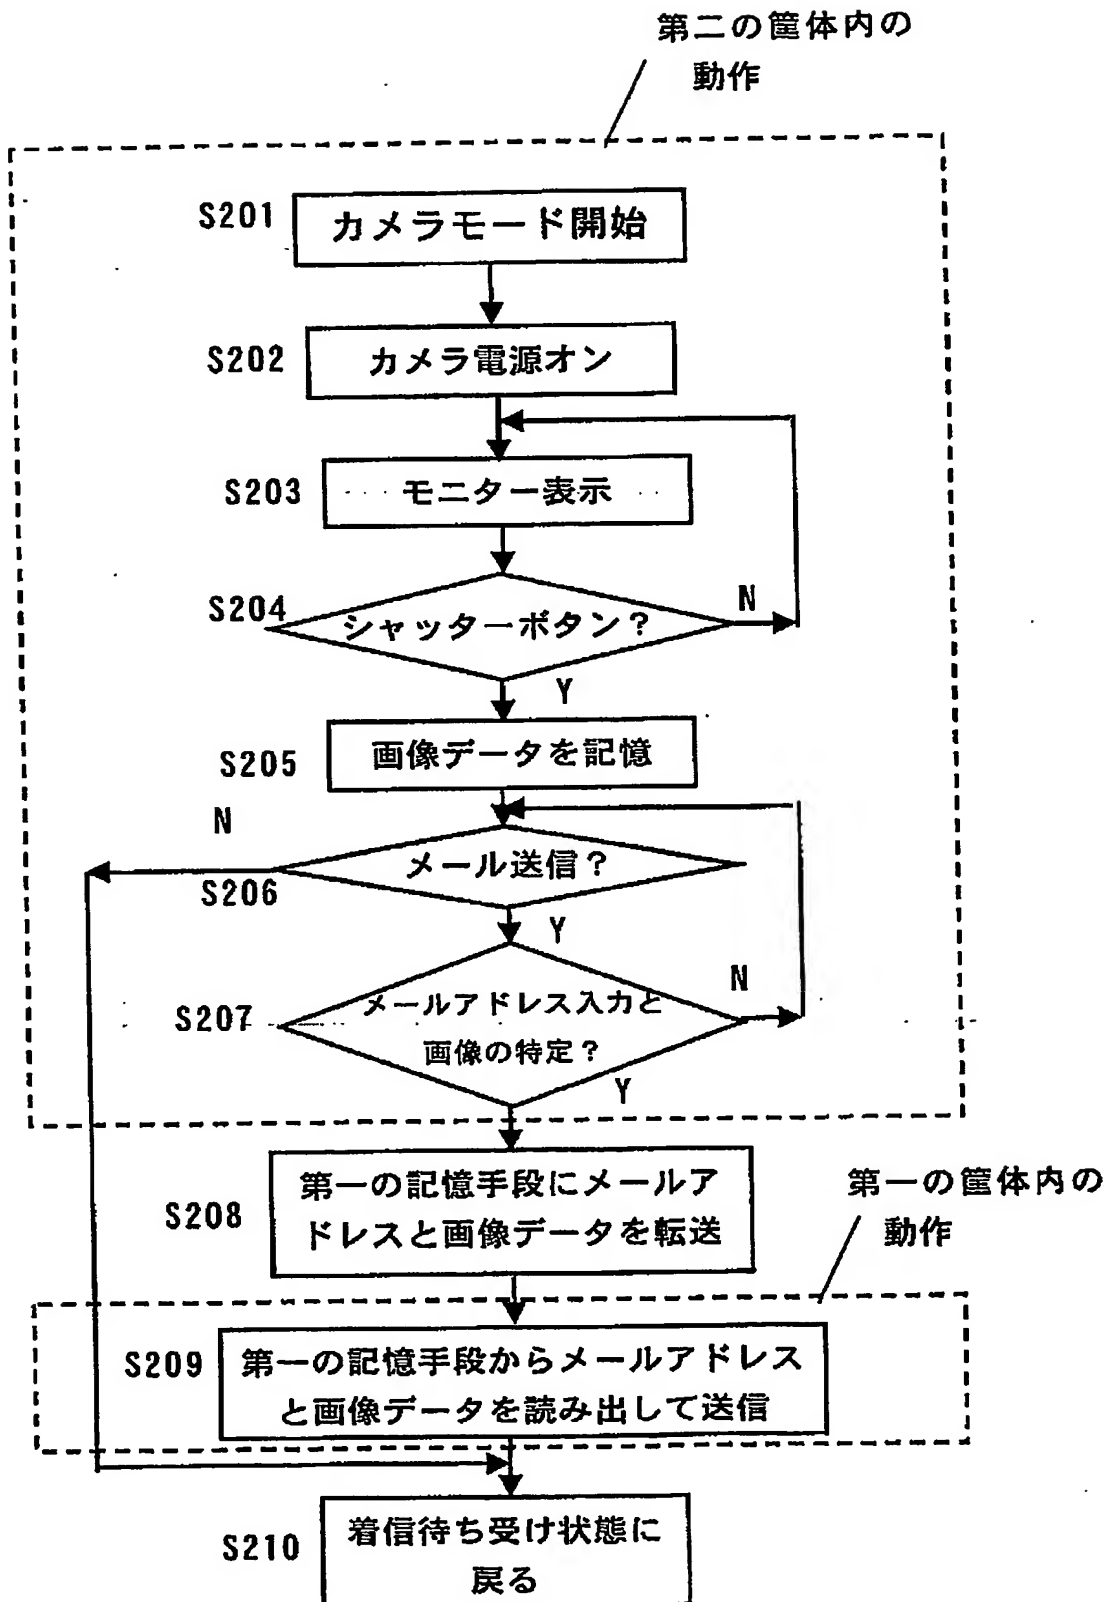 第二の筐体内の
動作
S201
カメラモード開始
S202
カメラ電源オン
S203
モニター表示
S204
シャッターボタン？
N
Y
S205
画像データを記憶
N
メール送信？
S206
Y
N
S207
メールアドレス入力と
画像の特定？
Y
S208
第一の記憶手段にメールア
ドレスと画像データを転送
第一の筐体内の
動作
S209
第一の記憶手段からメールアドレス
と画像データを読み出して送信
S210
着信待ち受け状態に
戻る